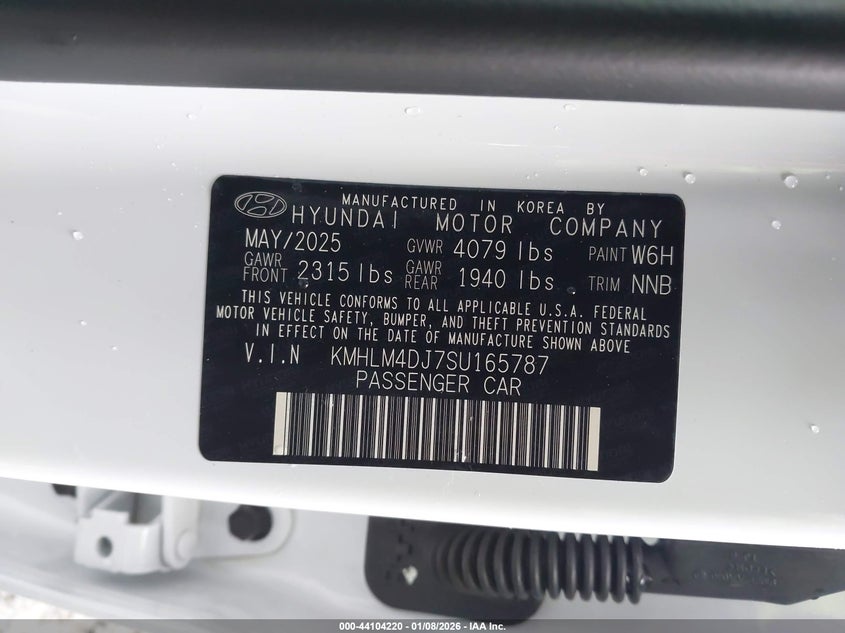 MANUFACTURED IN KOREA BY
HYUNDAI MOTOR COMPANY
MAY/2025 GVWR 4079 lbs PAINT W6H
GAWR FRONT 2315 lbs GAWR REAR 1940 lbs TRIM NNB
THIS VEHICLE CONFORMS TO ALL APPLICABLE U.S.A. FEDERAL
MOTOR VEHICLE SAFETY, BUMPER, AND THEFT PREVENTION STANDARDS
IN EFFECT ON THE DATE OF MANUFACTURE SHOWN ABOVE
V.I.N KMHLM4DJ7SU165787
PASSENGER CAR
000-44104220 - 01/08/2026 - IAA Inc.